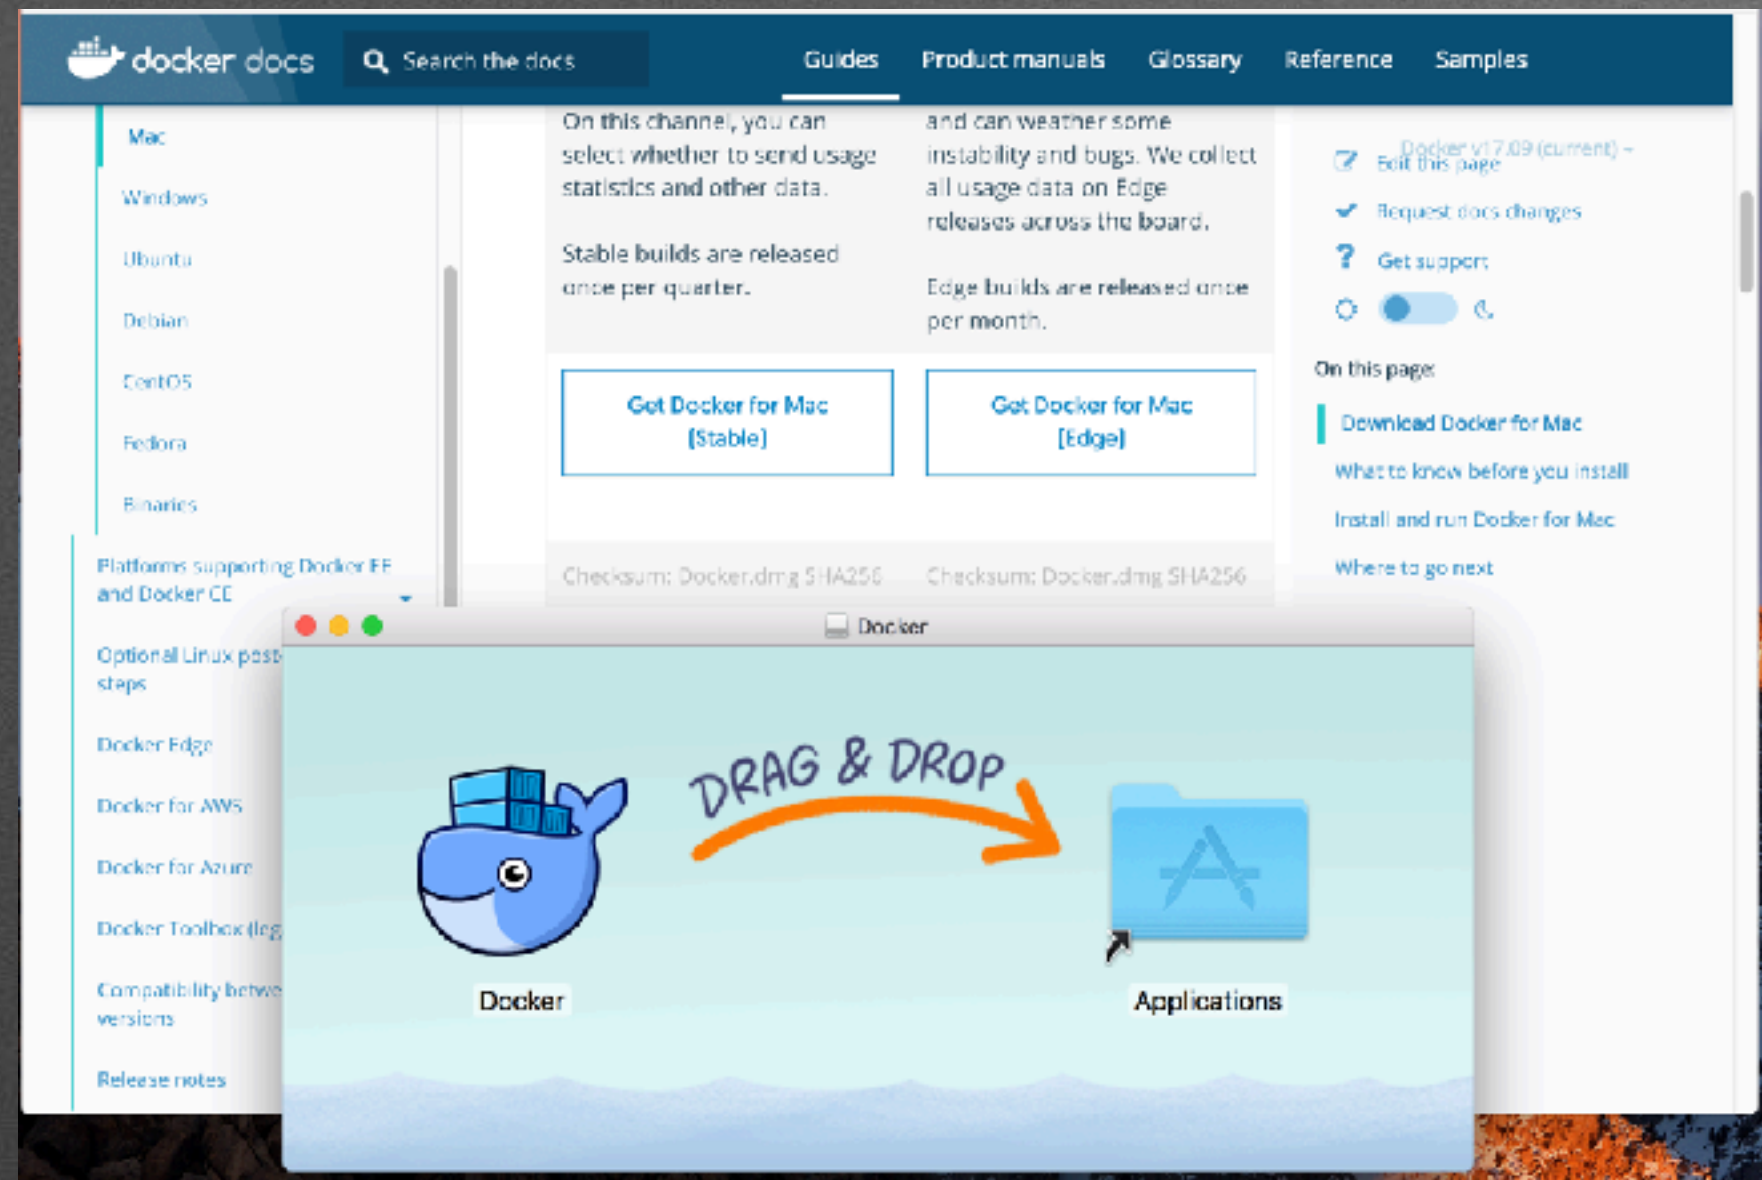 docker docs
Search the docs
Guides
Product manuals
Glossary
Reference
Samples
Mac
Windows
Ubuntu
Debian
CentOS
Fedora
Binaries
Platforms supporting Docker EE
and Docker CE
Optional Linux post-
steps
Docker Edge
Docker for AWS
Docker for Azure
Docker Toolbox (leg
Compatibility betwe
versions
Release notes
On this channel, you can
select whether to send usage
statistics and other data.
Stable builds are released
once per quarter.
Get Docker for Mac
(Stable)
Checksum: Docker.dmg SHA256
and can weather some
instability and bugs. We collect
all usage data on Edge
releases across the board.
Edge builds are released once
per month.
Get Docker for Mac
(Edge)
Checksum: Docker.dmg SHA256
Docker v17.09 (current)
Edit this page
Request docs changes
Get support
On this page:
Download Docker for Mac
What to know before you install
Install and run Docker for Mac
Where to go next
Docker
DRAG & DROP
Docker
Applications